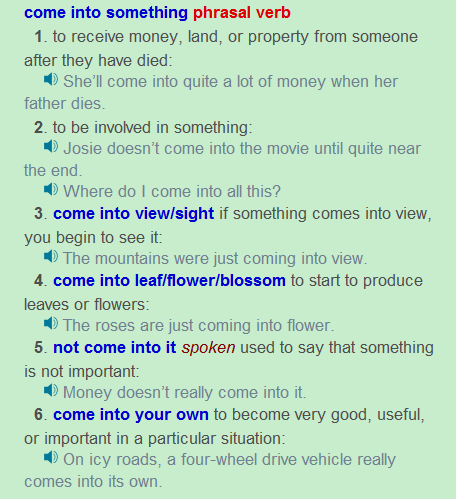 come into something phrasal verb
1. to receive money, land, or property from someone
after they have died:
She’ll come into quite a lot of money when her
father dies.
2. to be involved in something:
Josie doesn’t come into the movie until quite near
the end.
Where do I come into all this?
3. come into view/sight if something comes into view,
you begin to see it:
The mountains were just coming into view.
4. come into leaf/flower/blossom to start to produce
leaves or flowers:
The roses are just coming into flower.
5. not come into it spoken used to say that something
is not important:
Money doesn’t really come into it.
6. come into your own to become very good, useful,
or important in a particular situation:
On icy roads, a four-wheel drive vehicle really
comes into its own.